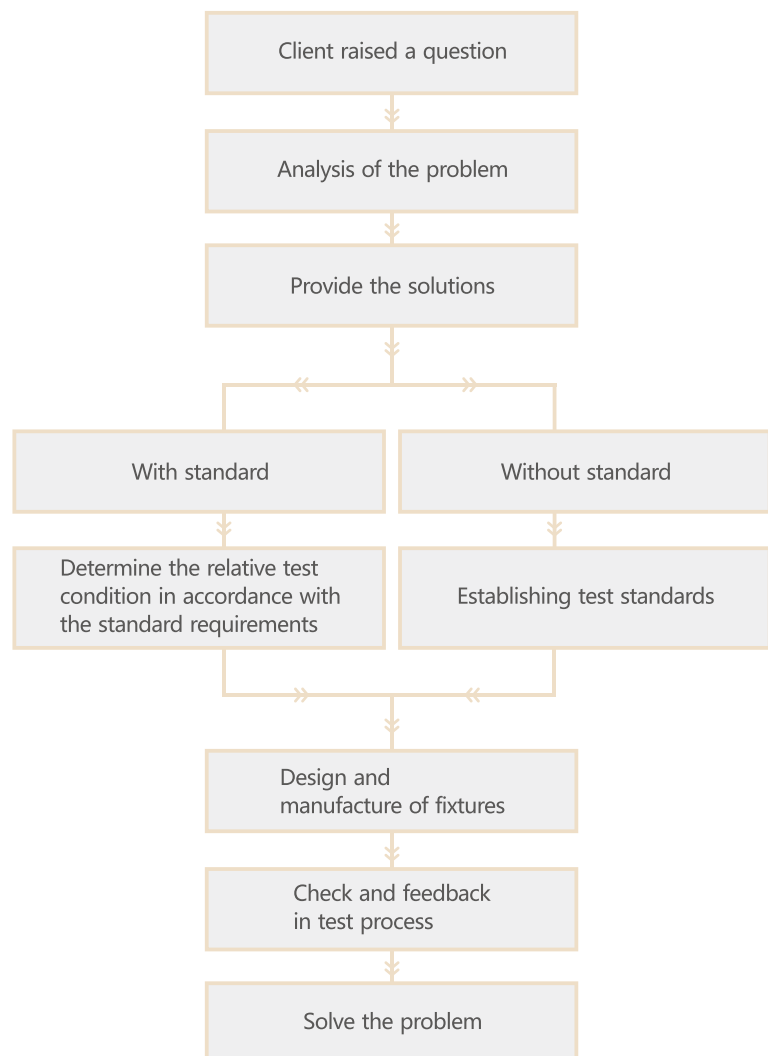 Client raised a question
Analysis of the problem
Provide the solutions
With standard
Without standard
Determine the relative test
condition in accordance with
the standard requirements
Establishing test standards
Design and
manufacture of fixtures
Check and feedback
in test process
Solve the problem